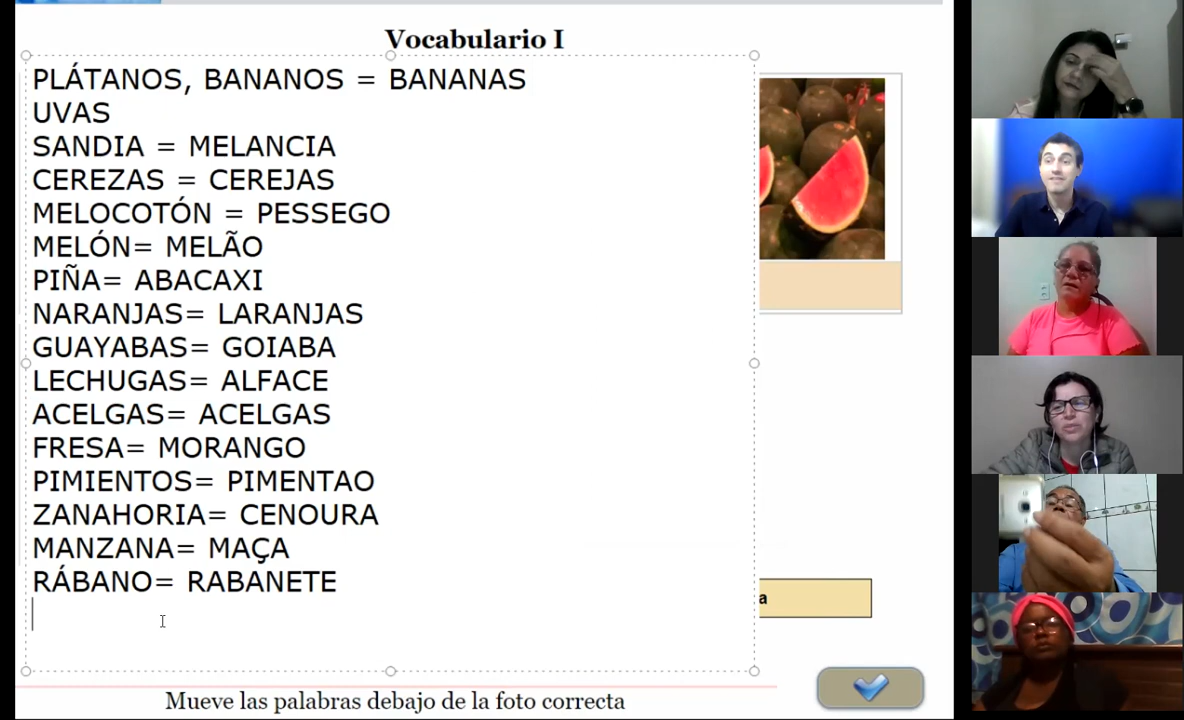 Vocabulario I
PLÁTANOS, BANANOS = BANANAS
UVAS
SANDIA = MELANCIA
CEREZAS = CEREJAS
MELOCOTÓN = PESSEGO
MELÓN= MELÃO
PIÑA= ABACAXI
NARANJAS= LARANJAS
GUAYABAS= GOIABA
LECHUGAS= ALFACE
ACELGAS= ACELGAS
FRESA= MORANGO
PIMIENTOS= PIMENTAO
ZANAHORIA= CENOURA
MANZANA= MAÇA
RÁBANO= RABANETE
a
Mueve las palabras debajo de la foto correcta